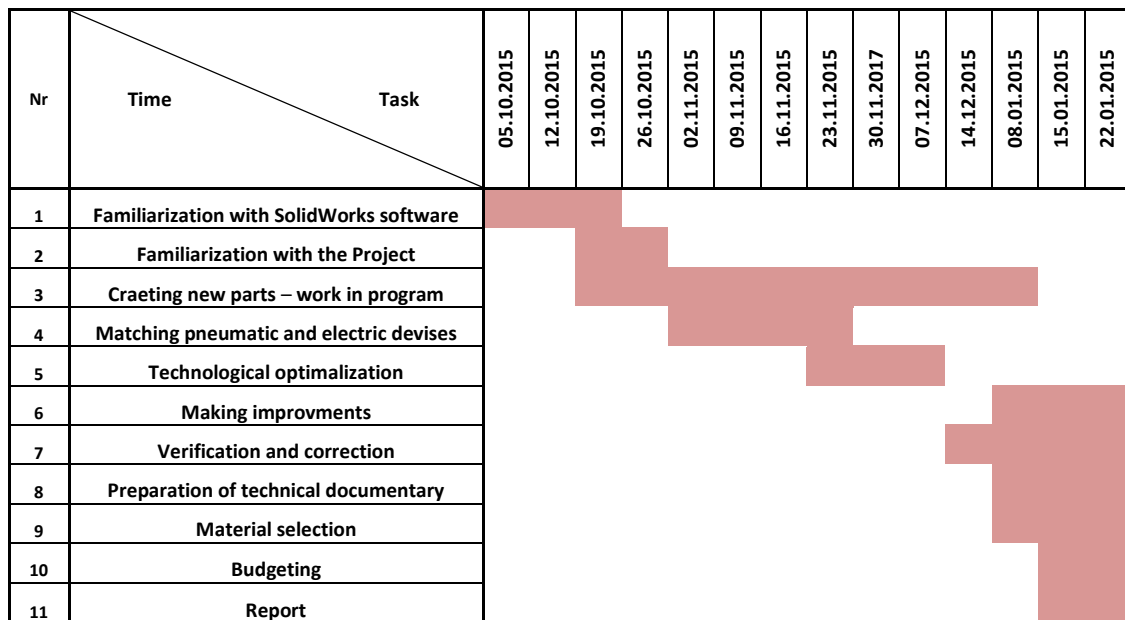 Nr Time Task 05.10.2015 12.10.2015 19.10.2015 26.10.2015 02.11.2015 09.11.2015 16.11.2015 23.11.2015 30.11.2017 07.12.2015 14.12.2015 08.01.2015 15.01.2015 22.01.2015
1 Familiarization with SolidWorks software
2 Familiarization with the Project
3 Craeting new parts – work in program
4 Matching pneumatic and electric devises
5 Technological optimalization
6 Making improvments
7 Verification and correction
8 Preparation of technical documentary
9 Material selection
10 Budgeting
11 Report